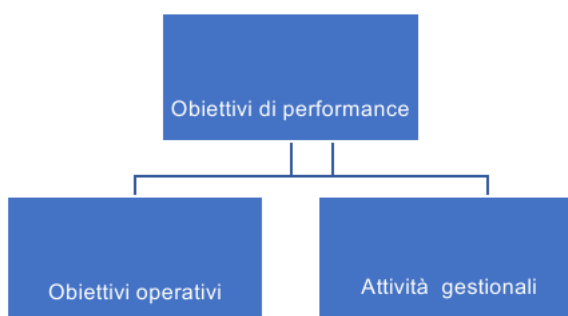 Obiettivi di performance
Obiettivi operativi
Attività gestionali